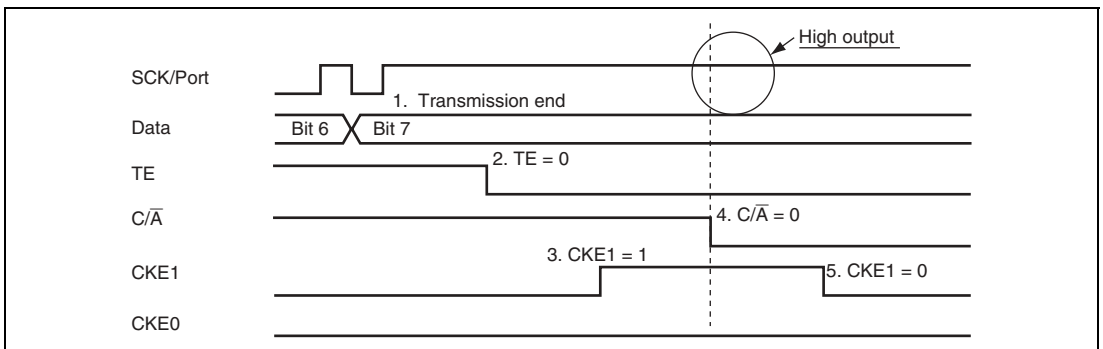 High output
SCK/Port
1. Transmission end
Data Bit 6 Bit 7
2. TE = 0
TE
C/A̅ 4. C/A̅ = 0
3. CKE1 = 1
CKE1 5. CKE1 = 0
CKE0